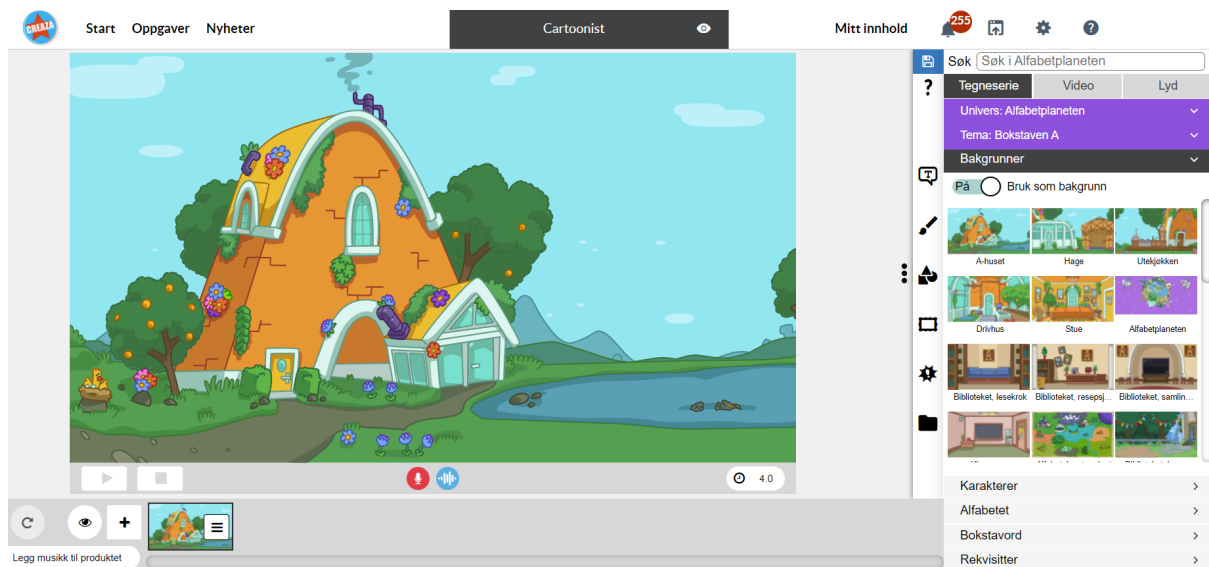 CREAZA
Start Oppgaver Nyheter
Cartoonist
Mitt innhold
255
?
Søk Søk i Alfabetplaneten
?
Tegneserie Video Lyd
Univers: Alfabetplaneten
Tema: Bokstaven A
Bakgrunner
På Bruk som bakgrunn
T
A-huset Hage Utekjøkken
Drivhus Stue Alfabetplaneten
Biblioteket, lesekrok Biblioteket, resepsj... Biblioteket, samlin...
4.0
Karakterer
Alfabetet
Bokstavord
Rekvisitter
Legg musikk til produktet